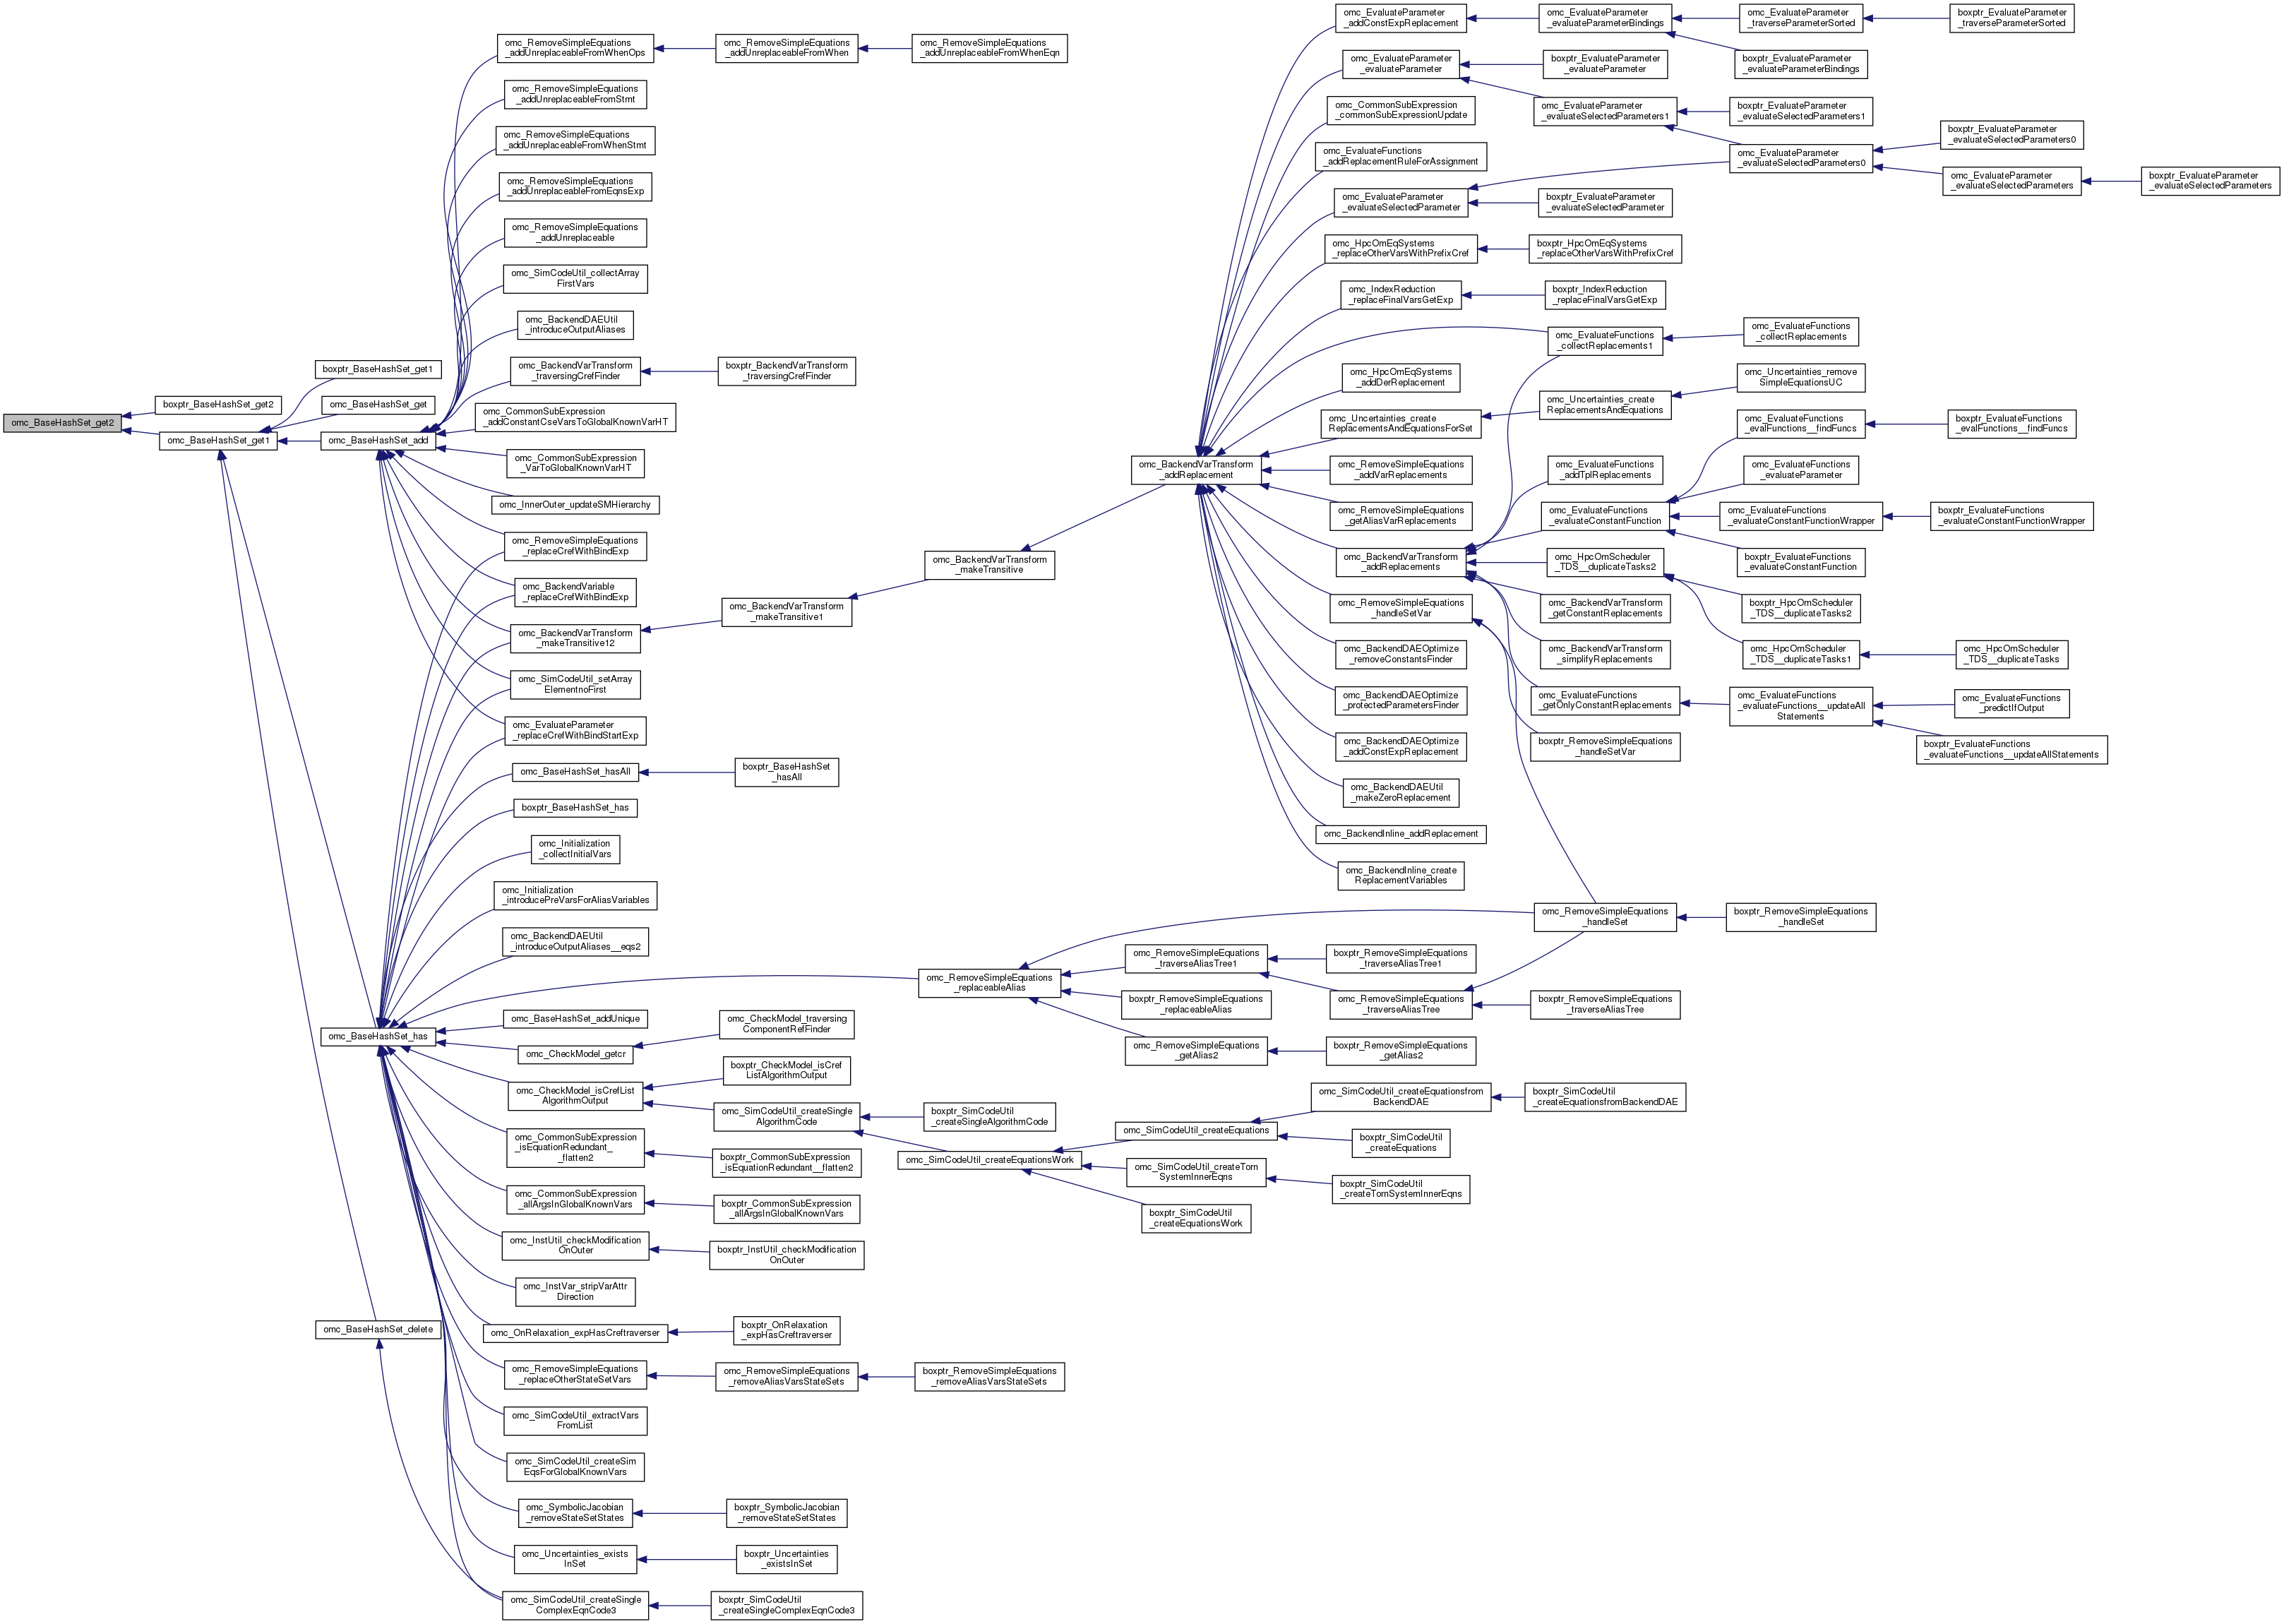 omc_BaseHashSet_get2
boxptr_BaseHashSet_get2
omc_BaseHashSet_get1
boxptr_BaseHashSet_get1
omc_BaseHashSet_get
omc_BaseHashSet_add
omc_BaseHashSet_has
omc_BaseHashSet_delete
omc_RemoveSimpleEquations
_addUnreplaceableFromWhenOps
omc_RemoveSimpleEquations
_addUnreplaceableFromWhen
omc_RemoveSimpleEquations
_addUnreplaceableFromWhenEqn
omc_RemoveSimpleEquations
_addUnreplaceableFromStmt
omc_RemoveSimpleEquations
_addUnreplaceableFromWhenStmt
omc_RemoveSimpleEquations
_addUnreplaceableFromEqnsExp
omc_RemoveSimpleEquations
_addUnreplaceable
omc_SimCodeUtil_collectArray
FirstVars
omc_BackendDAEUtil
_introduceOutputAliases
omc_BackendVarTransform
_traversingCrefFinder
boxptr_BackendVarTransform
_traversingCrefFinder
omc_CommonSubExpression
_addConstantCseVarsToGlobalKnownVarHT
omc_CommonSubExpression
_VarToGlobalKnownVarHT
omc_InnerOuter_updateSMHierarchy
omc_RemoveSimpleEquations
_replaceCrefWithBindExp
omc_BackendVariable
_replaceCrefWithBindExp
omc_BackendVarTransform
_makeTransitive12
omc_BackendVarTransform
_makeTransitive1
omc_BackendVarTransform
_makeTransitive
omc_BackendVarTransform
_addReplacement
omc_SimCodeUtil_setArray
ElementnoFirst
omc_EvaluateParameter
_replaceCrefWithBindStartExp
omc_BaseHashSet_hasAll
boxptr_BaseHashSet
_hasAll
boxptr_BaseHashSet_has
omc_Initialization
_collectInitialVars
omc_Initialization
_introducePreVarsForAliasVariables
omc_BackendDAEUtil
_introduceOutputAliases__eqs2
omc_BaseHashSet_addUnique
omc_CheckModel_getcr
omc_CheckModel_traversing
ComponentRefFinder
omc_CheckModel_isCrefList
AlgorithmOutput
boxptr_CheckModel_isCref
ListAlgorithmOutput
omc_SimCodeUtil_createSingle
AlgorithmCode
boxptr_SimCodeUtil
_createSingleAlgorithmCode
omc_SimCodeUtil_createEquationsWork
omc_SimCodeUtil_createEquations
omc_SimCodeUtil_createEquationsfrom
BackendDAE
boxptr_SimCodeUtil
_createEquationsfromBackendDAE
boxptr_SimCodeUtil
_createEquations
omc_SimCodeUtil_createTorn
SystemInnerEqns
boxptr_SimCodeUtil
_createTornSystemInnerEqns
boxptr_SimCodeUtil
_createEquationsWork
omc_CommonSubExpression
_isEquationRedundant_
_flatten2
boxptr_CommonSubExpression
_isEquationRedundant__flatten2
omc_CommonSubExpression
_allArgsInGlobalKnownVars
boxptr_CommonSubExpression
_allArgsInGlobalKnownVars
omc_InstUtil_checkModification
OnOuter
boxptr_InstUtil_checkModification
OnOuter
omc_InstVar_stripVarAttr
Direction
omc_OnRelaxation_expHasCreftraverser
boxptr_OnRelaxation
_expHasCreftraverser
omc_RemoveSimpleEquations
_replaceOtherStateSetVars
omc_RemoveSimpleEquations
_removeAliasVarsStateSets
boxptr_RemoveSimpleEquations
_removeAliasVarsStateSets
omc_SimCodeUtil_extractVars
FromList
omc_SimCodeUtil_createSim
EqsForGlobalKnownVars
omc_SymbolicJacobian
_removeStateSetStates
boxptr_SymbolicJacobian
_removeStateSetStates
omc_Uncertainties_exists
InSet
boxptr_Uncertainties
_existsInSet
omc_SimCodeUtil_createSingle
ComplexEqnCode3
boxptr_SimCodeUtil
_createSingleComplexEqnCode3
omc_RemoveSimpleEquations
_replaceableAlias
omc_RemoveSimpleEquations
_traverseAliasTree1
boxptr_RemoveSimpleEquations
_traverseAliasTree1
boxptr_RemoveSimpleEquations
_replaceableAlias
omc_RemoveSimpleEquations
_traverseAliasTree
boxptr_RemoveSimpleEquations
_traverseAliasTree
omc_RemoveSimpleEquations
_getAlias2
boxptr_RemoveSimpleEquations
_getAlias2
omc_RemoveSimpleEquations
_handleSet
boxptr_RemoveSimpleEquations
_handleSet
omc_EvaluateParameter
_addConstExpReplacement
omc_EvaluateParameter
_evaluateParameterBindings
omc_EvaluateParameter
_traverseParameterSorted
boxptr_EvaluateParameter
_traverseParameterSorted
boxptr_EvaluateParameter
_evaluateParameterBindings
omc_EvaluateParameter
_evaluateParameter
boxptr_EvaluateParameter
_evaluateParameter
omc_EvaluateParameter
_evaluateSelectedParameters1
boxptr_EvaluateParameter
_evaluateSelectedParameters1
omc_EvaluateParameter
_evaluateSelectedParameters0
boxptr_EvaluateParameter
_evaluateSelectedParameters0
omc_EvaluateParameter
_evaluateSelectedParameters
boxptr_EvaluateParameter
_evaluateSelectedParameters
omc_CommonSubExpression
_commonSubExpressionUpdate
omc_EvaluateFunctions
_addReplacementRuleForAssignment
omc_EvaluateParameter
_evaluateSelectedParameter
boxptr_EvaluateParameter
_evaluateSelectedParameter
omc_HpcOmEqSystems
_replaceOtherVarsWithPrefixCref
boxptr_HpcOmEqSystems
_replaceOtherVarsWithPrefixCref
omc_IndexReduction
_replaceFinalVarsGetExp
boxptr_IndexReduction
_replaceFinalVarsGetExp
omc_EvaluateFunctions
_collectReplacements1
omc_EvaluateFunctions
_collectReplacements
omc_HpcOmEqSystems
_addDerReplacement
omc_Uncertainties_create
ReplacementsAndEquationsForSet
omc_Uncertainties_create
ReplacementsAndEquations
omc_Uncertainties_remove
SimpleEquationsUC
omc_RemoveSimpleEquations
_addVarReplacements
omc_RemoveSimpleEquations
_getAliasVarReplacements
omc_BackendVarTransform
_addReplacements
omc_EvaluateFunctions
_addTplReplacements
omc_EvaluateFunctions
_evaluateConstantFunction
omc_EvaluateFunctions
_evalFunctions__findFuncs
boxptr_EvaluateFunctions
_evalFunctions__findFuncs
omc_EvaluateFunctions
_evaluateParameter
omc_EvaluateFunctions
_evaluateConstantFunctionWrapper
boxptr_EvaluateFunctions
_evaluateConstantFunctionWrapper
boxptr_EvaluateFunctions
_evaluateConstantFunction
omc_HpcOmScheduler
_TDS__duplicateTasks2
boxptr_HpcOmScheduler
_TDS__duplicateTasks2
omc_HpcOmScheduler
_TDS__duplicateTasks1
omc_HpcOmScheduler
_TDS__duplicateTasks
omc_BackendVarTransform
_getConstantReplacements
omc_BackendVarTransform
_simplifyReplacements
omc_EvaluateFunctions
_getOnlyConstantReplacements
omc_EvaluateFunctions
_evaluateFunctions__updateAll
Statements
omc_EvaluateFunctions
_predictIfOutput
boxptr_EvaluateFunctions
_evaluateFunctions__updateAllStatements
omc_RemoveSimpleEquations
_handleSetVar
boxptr_RemoveSimpleEquations
_handleSetVar
omc_BackendDAEOptimize
_removeConstantsFinder
omc_BackendDAEOptimize
_protectedParametersFinder
omc_BackendDAEOptimize
_addConstExpReplacement
omc_BackendDAEUtil
_makeZeroReplacement
omc_BackendInline_addReplacement
omc_BackendInline_create
ReplacementVariables